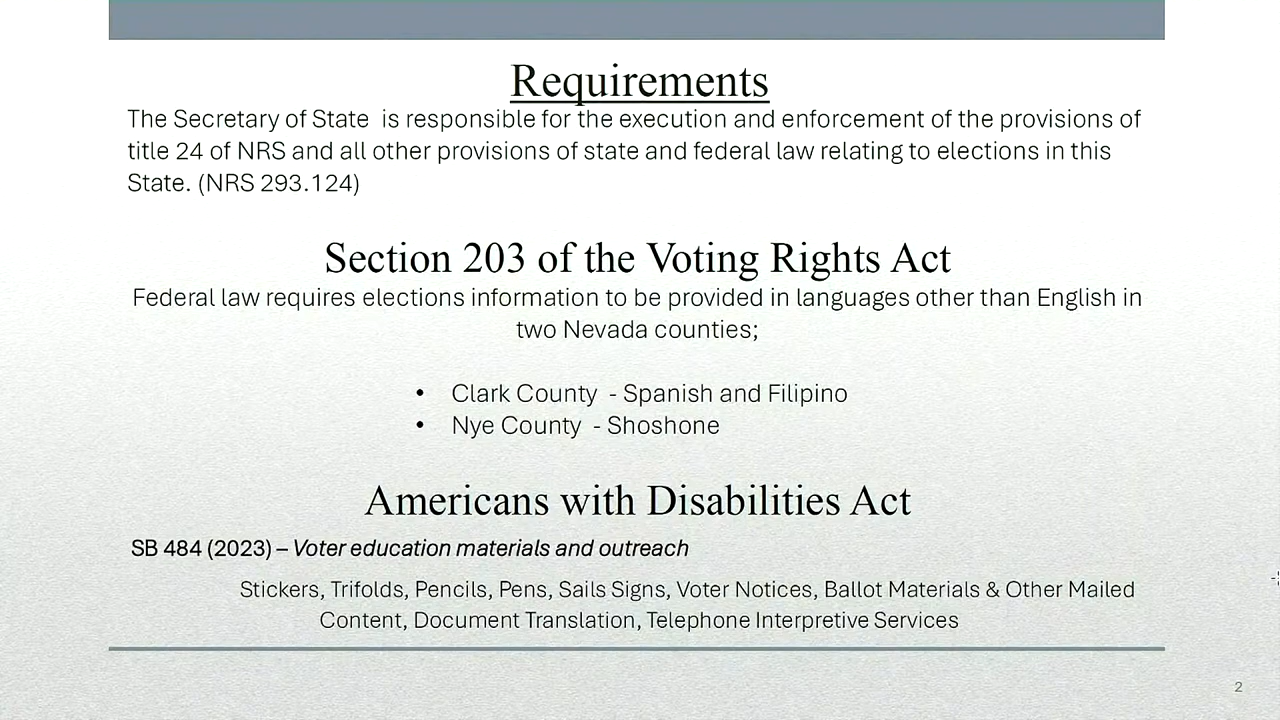 Requirements
The Secretary of State is responsible for the execution and enforcement of the provisions of
title 24 of NRS and all other provisions of state and federal law relating to elections in this
State. (NRS 293.124)
Section 203 of the Voting Rights Act
Federal law requires elections information to be provided in languages other than English in
two Nevada counties;
• Clark County - Spanish and Filipino
• Nye County - Shoshone
Americans with Disabilities Act
SB 484 (2023) – Voter education materials and outreach
Stickers, Trifolds, Pencils, Pens, Sails Signs, Voter Notices, Ballot Materials & Other Mailed
Content, Document Translation, Telephone Interpretive Services
2